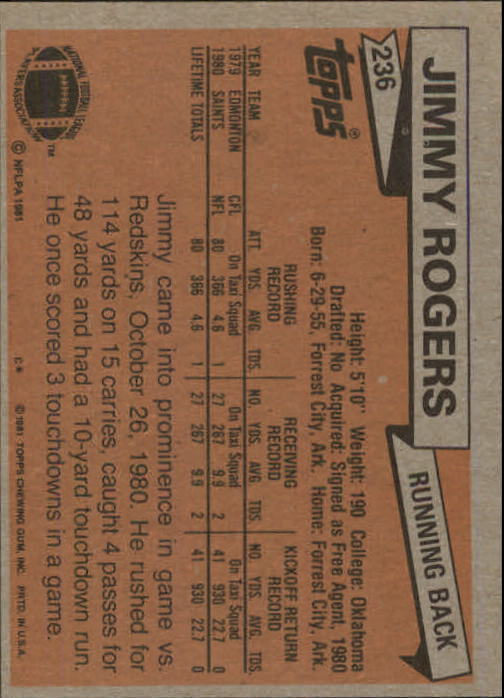 JIMMY ROGERS
RUNNING BACK
236
topps®
Height: 5'10" Weight: 190 College: Oklahoma
Drafted: No Acquired: Signed as Free Agent, 1980
Born: 6-29-55, Forrest City, Ark. Home: Forrest City, Ark.
RUSHING RECORD RECEIVING RECORD KICKOFF RETURN RECORD
YEAR TEAM ATT. YDS. AVG. TDS. NO. YDS. AVG. TDS. NO. YDS. AVG. TDS.
1979 EDMONTON CFL On Taxi Squad On Taxi Squad On Taxi Squad
1980 SAINTS NFL 80 366 4.6 1 27 267 9.9 2 41 930 22.7 0
LIFETIME TOTALS 80 366 4.6 1 27 267 9.9 2 41 930 22.7 0
Jimmy came into prominence in game vs.
Redskins, October 26, 1980. He rushed for
114 yards on 15 carries, caught 4 passes for
48 yards and had a 10-yard touchdown run.
He once scored 3 touchdowns in a game.
NATIONAL FOOTBALL LEAGUE
PLAYERS ASSOCIATION
TM
© NFLPA 1981
C* © 1981 TOPPS CHEWING GUM, INC. PRTD. IN U.S.A.